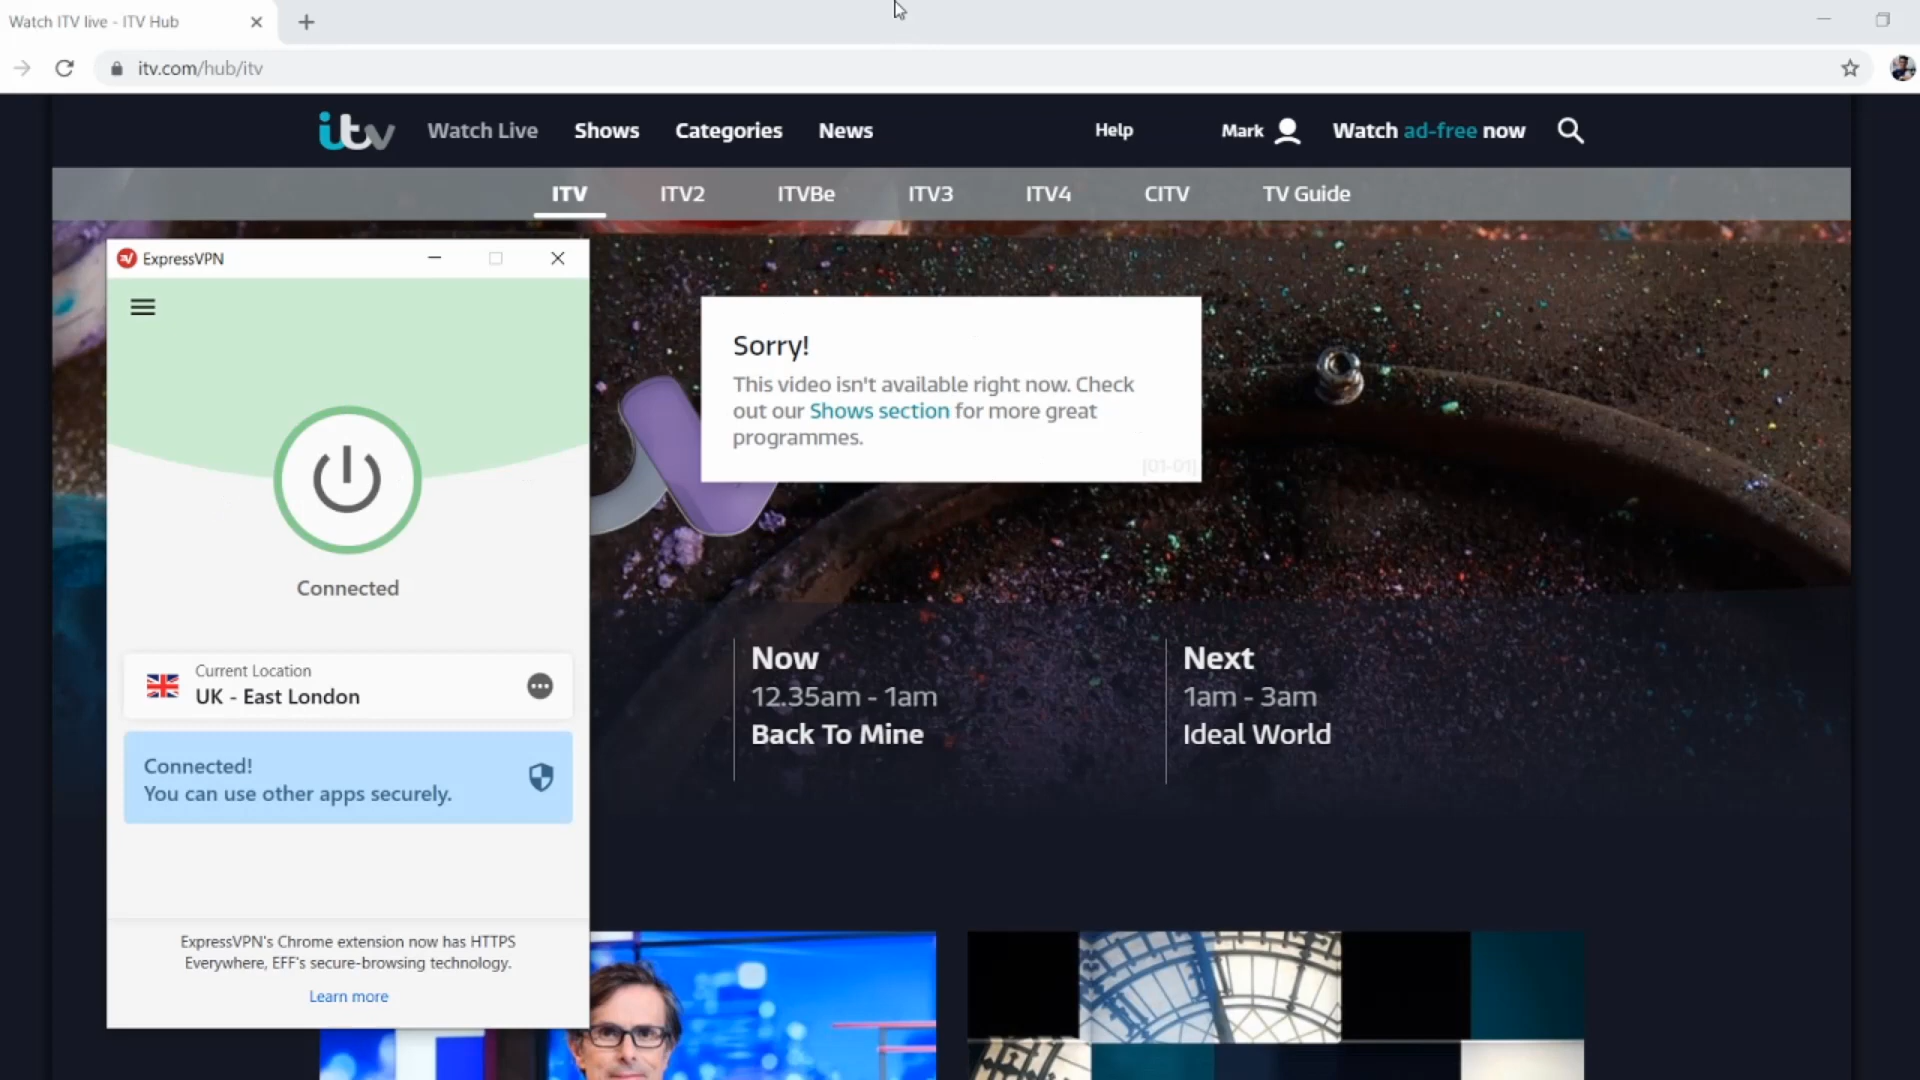 Watch ITV live - ITV Hub
itv.com/hub/itv
itv Watch Live Shows Categories News Help Mark Watch ad-free now
ITV ITV2 ITVBe ITV3 ITV4 CITV TV Guide
ExpressVPN
Connected
Current Location
UK - East London
Connected!
You can use other apps securely.
ExpressVPN's Chrome extension now has HTTPS
Everywhere, EFF's secure-browsing technology.
Learn more
Sorry!
This video isn't available right now. Check
out our Shows section for more great
programmes.
[01-01]
Now
12.35am - 1am
Back To Mine
Next
1am - 3am
Ideal World